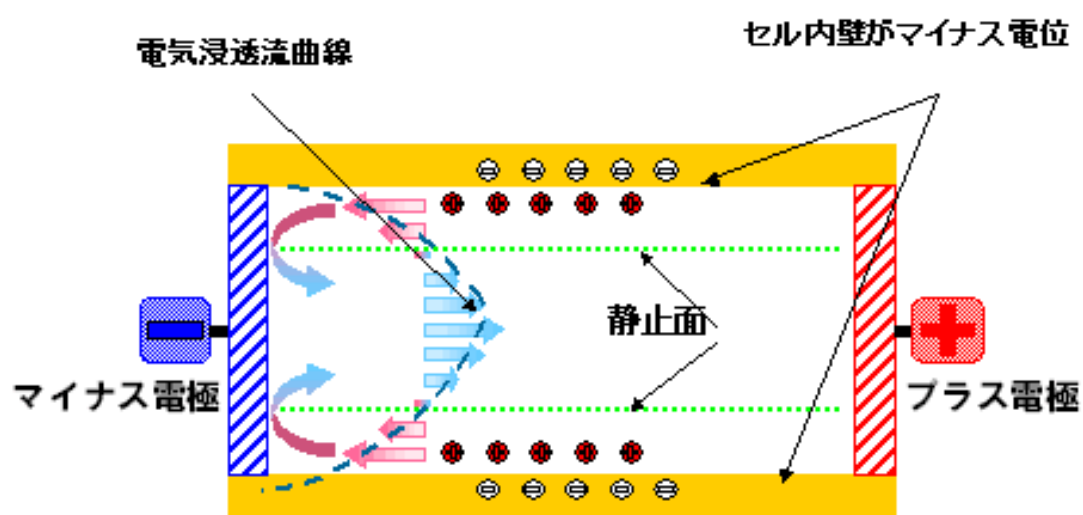 電気浸透流曲線
セル内壁がマイナス電位
静止面
マイナス電極
プラス電極